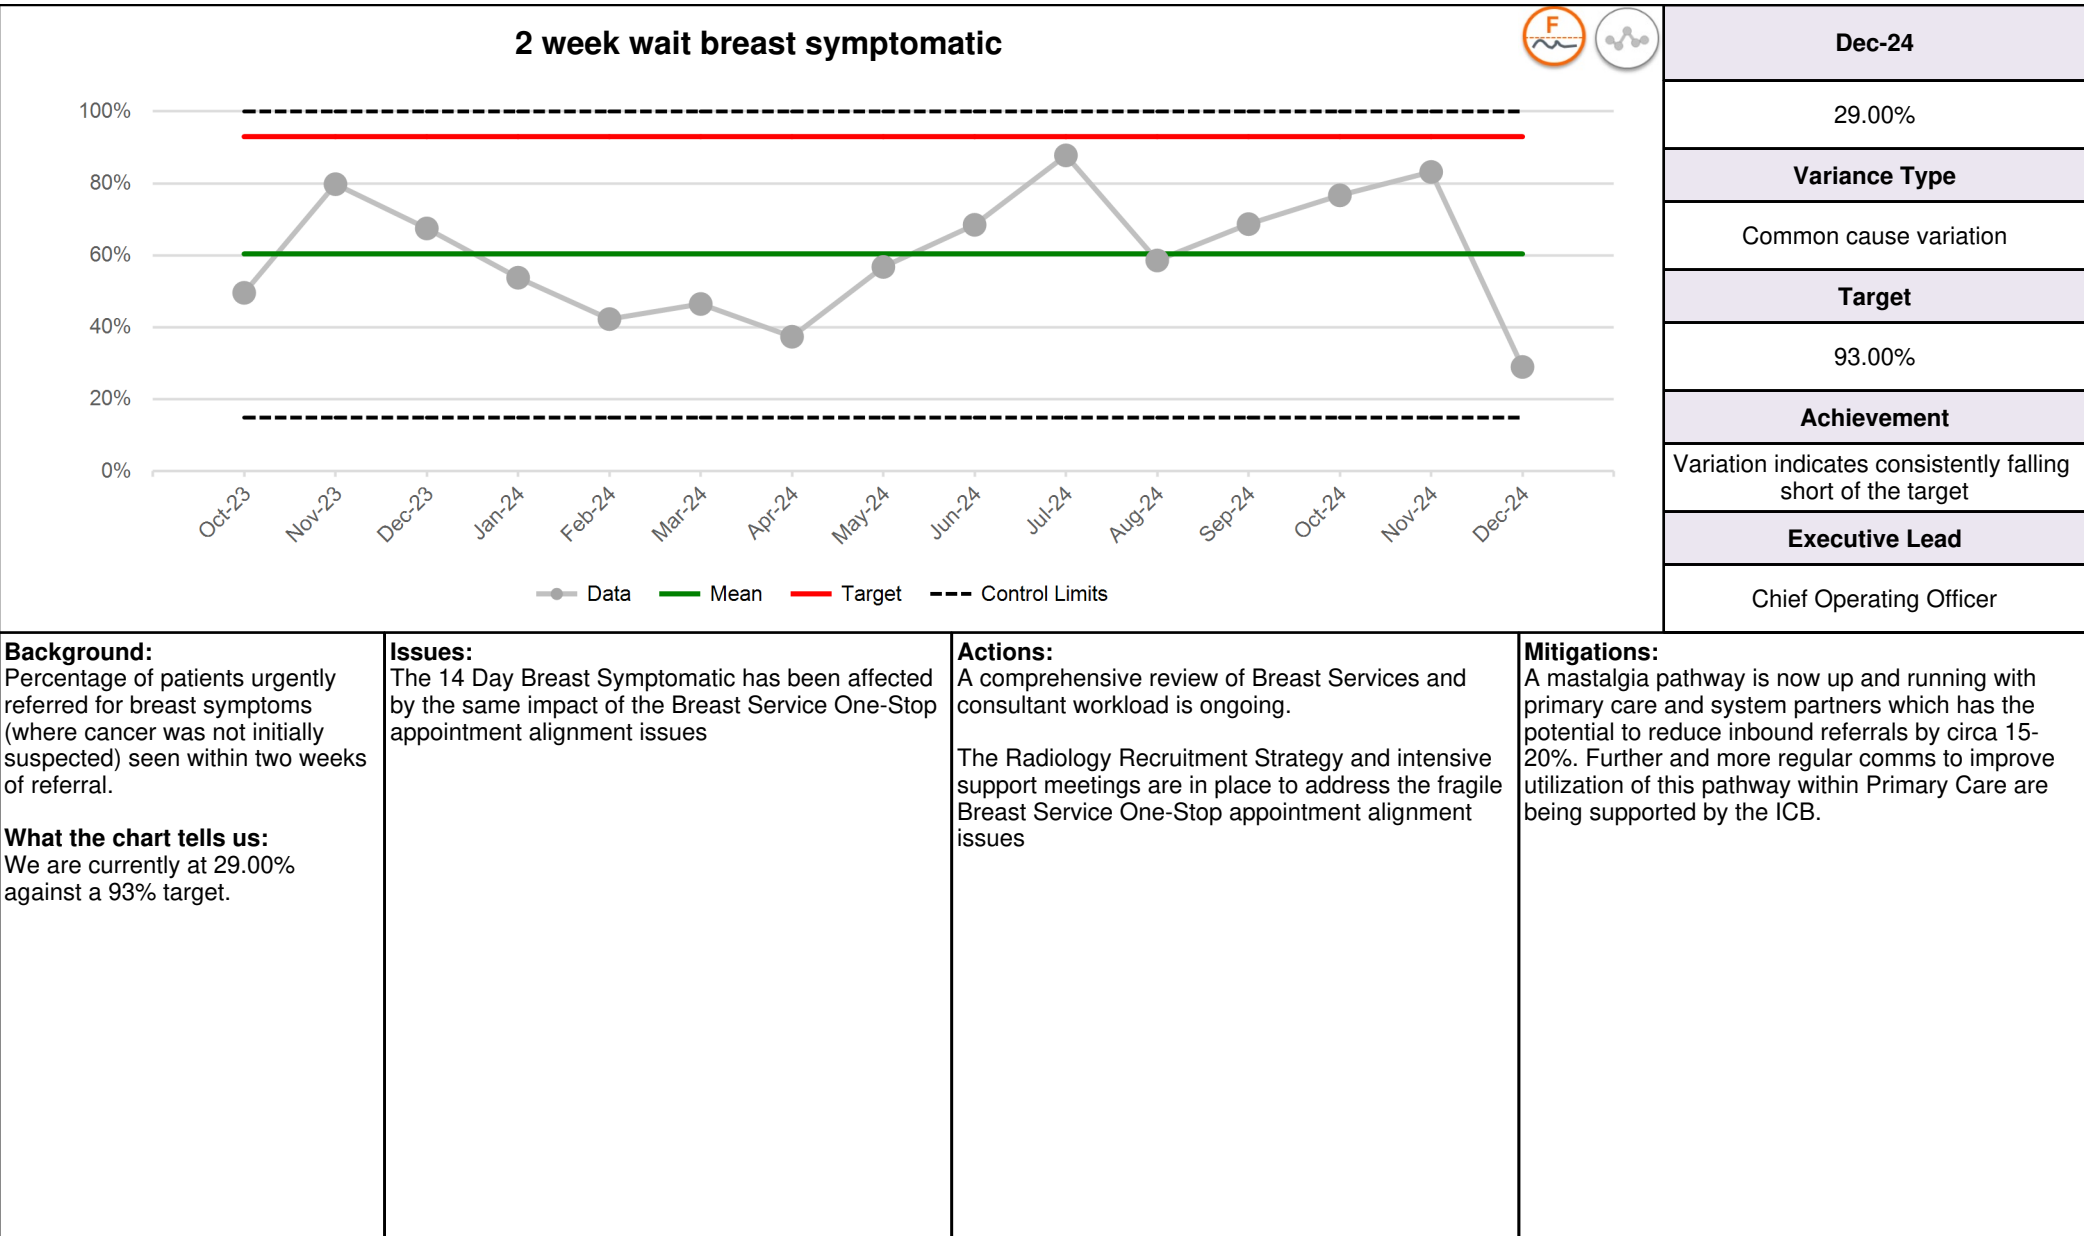 2 week wait breast symptomatic
F
100%
80%
60%
40%
20%
0%
Oct-23
Nov-23
Dec-23
Jan-24
Feb-24
Mar-24
Apr-24
May-24
Jun-24
Jul-24
Aug-24
Sep-24
Oct-24
Nov-24
Dec-24
Data
Mean
Target
Control Limits
Dec-24
29.00%
Variance Type
Common cause variation
Target
93.00%
Achievement
Variation indicates consistently falling
short of the target
Executive Lead
Chief Operating Officer
Background:
Percentage of patients urgently
referred for breast symptoms
(where cancer was not initially
suspected) seen within two weeks
of referral.
What the chart tells us:
We are currently at 29.00%
against a 93% target.
Issues:
The 14 Day Breast Symptomatic has been affected
by the same impact of the Breast Service One-Stop
appointment alignment issues
Actions:
A comprehensive review of Breast Services and
consultant workload is ongoing.
The Radiology Recruitment Strategy and intensive
support meetings are in place to address the fragile
Breast Service One-Stop appointment alignment
issues
Mitigations:
A mastalgia pathway is now up and running with
primary care and system partners which has the
potential to reduce inbound referrals by circa 15-
20%. Further and more regular comms to improve
utilization of this pathway within Primary Care are
being supported by the ICB.